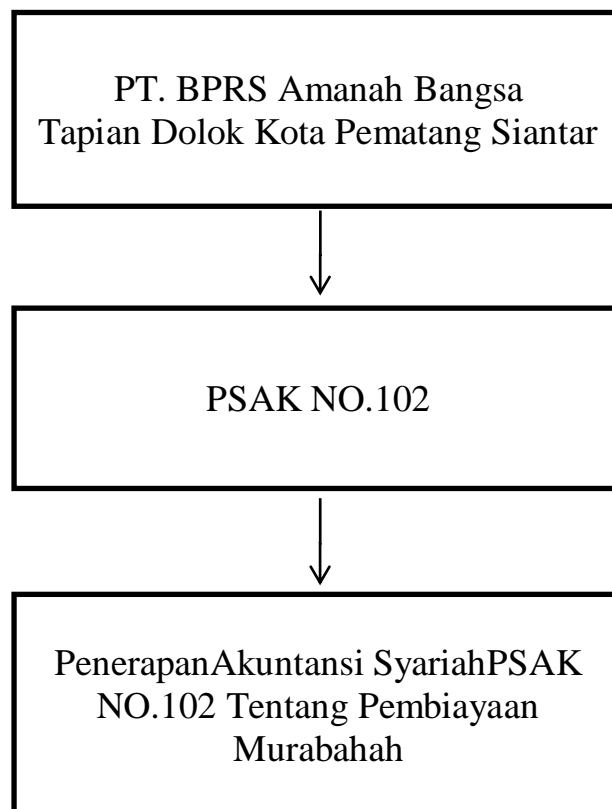 PT. BPRS Amanah Bangsa
Tapian Dolok Kota Pematang Siantar
PSAK NO.102
PenerapanAkuntansi SyariahPSAK
NO.102 Tentang Pembiayaan
Murabahah